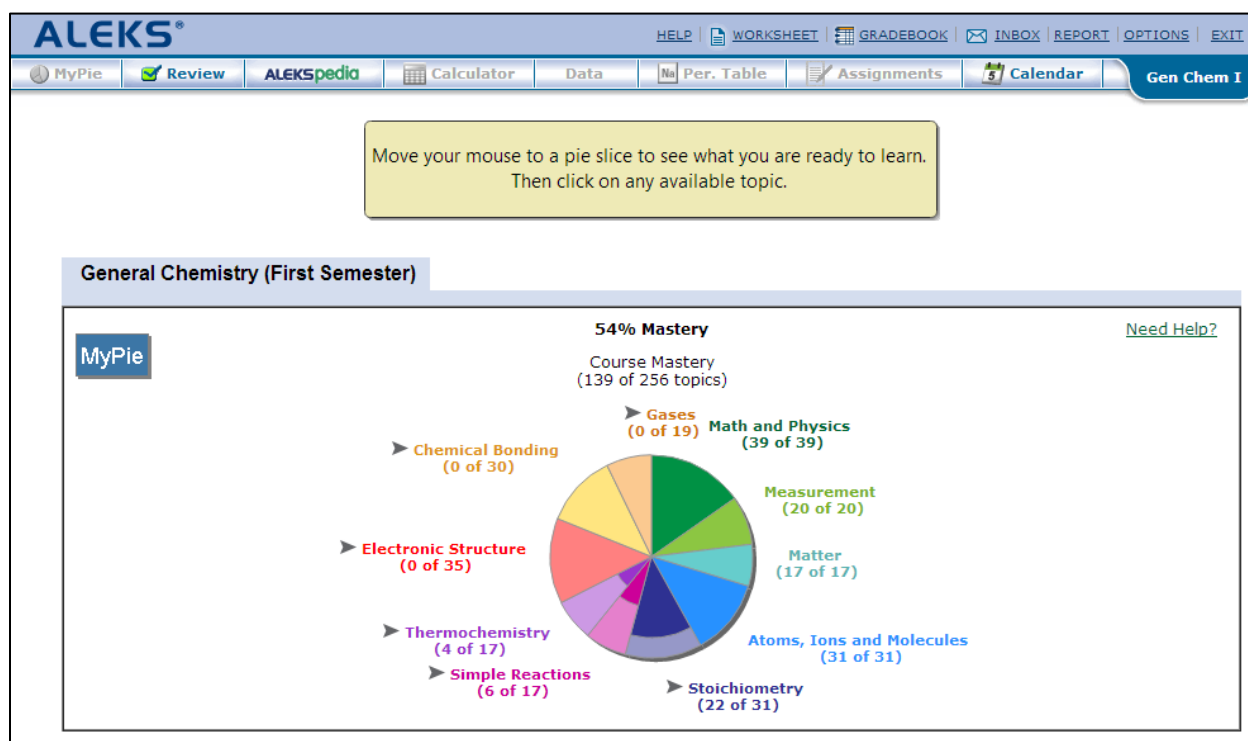 ALEKS®
HELP | WORKSHEET | GRADEBOOK | INBOX | REPORT | OPTIONS | EXIT
MyPie Review ALEKSpedia Calculator Data Na Per. Table Assignments 5 Calendar Gen Chem I
Move your mouse to a pie slice to see what you are ready to learn.
Then click on any available topic.
General Chemistry (First Semester)
MyPie
54% Mastery
Need Help?
Course Mastery
(139 of 256 topics)
Gases
(0 of 19)
Math and Physics
(39 of 39)
Chemical Bonding
(0 of 30)
Measurement
(20 of 20)
Electronic Structure
(0 of 35)
Matter
(17 of 17)
Thermochemistry
(4 of 17)
Atoms, Ions and Molecules
(31 of 31)
Simple Reactions
(6 of 17)
Stoichiometry
(22 of 31)